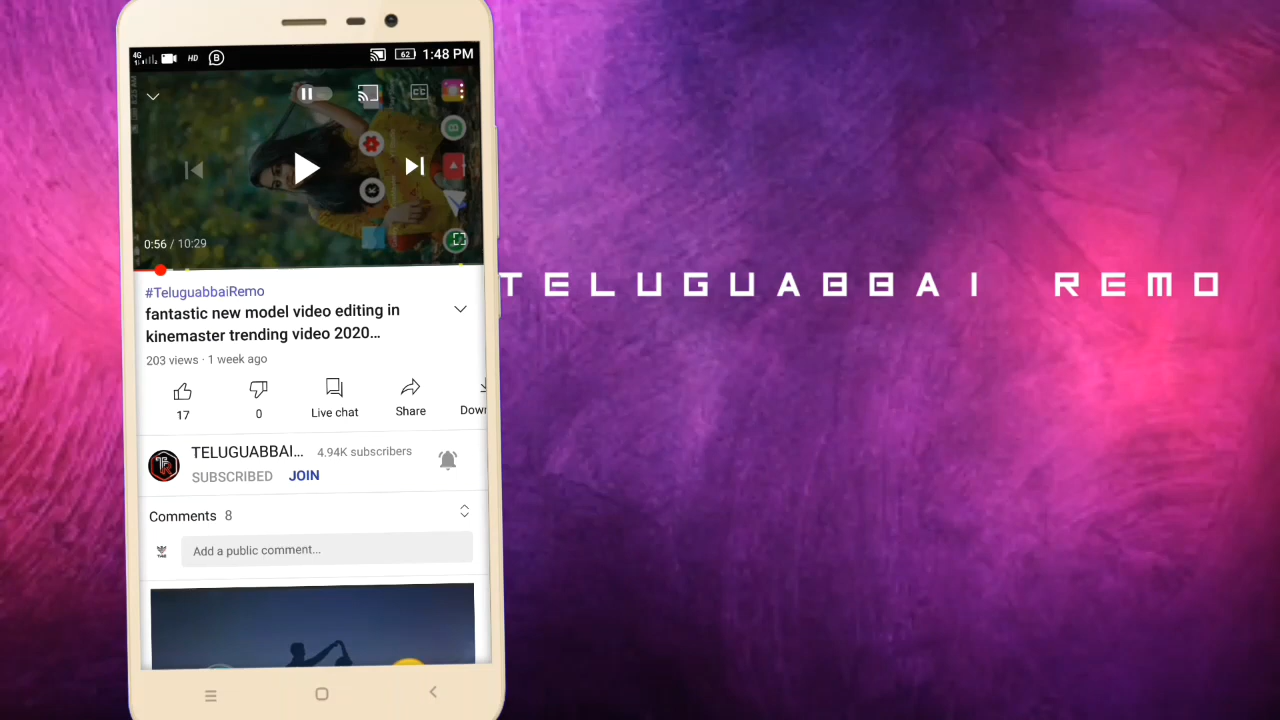 4G HD B 62 1:48 PM
CC
0:56 / 10:29
#TeluguabbaiRemo
fantastic new model video editing in
kinemaster trending video 2020...
203 views · 1 week ago
17 0 Live chat Share Down
TELUGUABBAI... 4.94K subscribers
SUBSCRIBED JOIN
Comments 8
Add a public comment...
TELUGUABBAI REMO